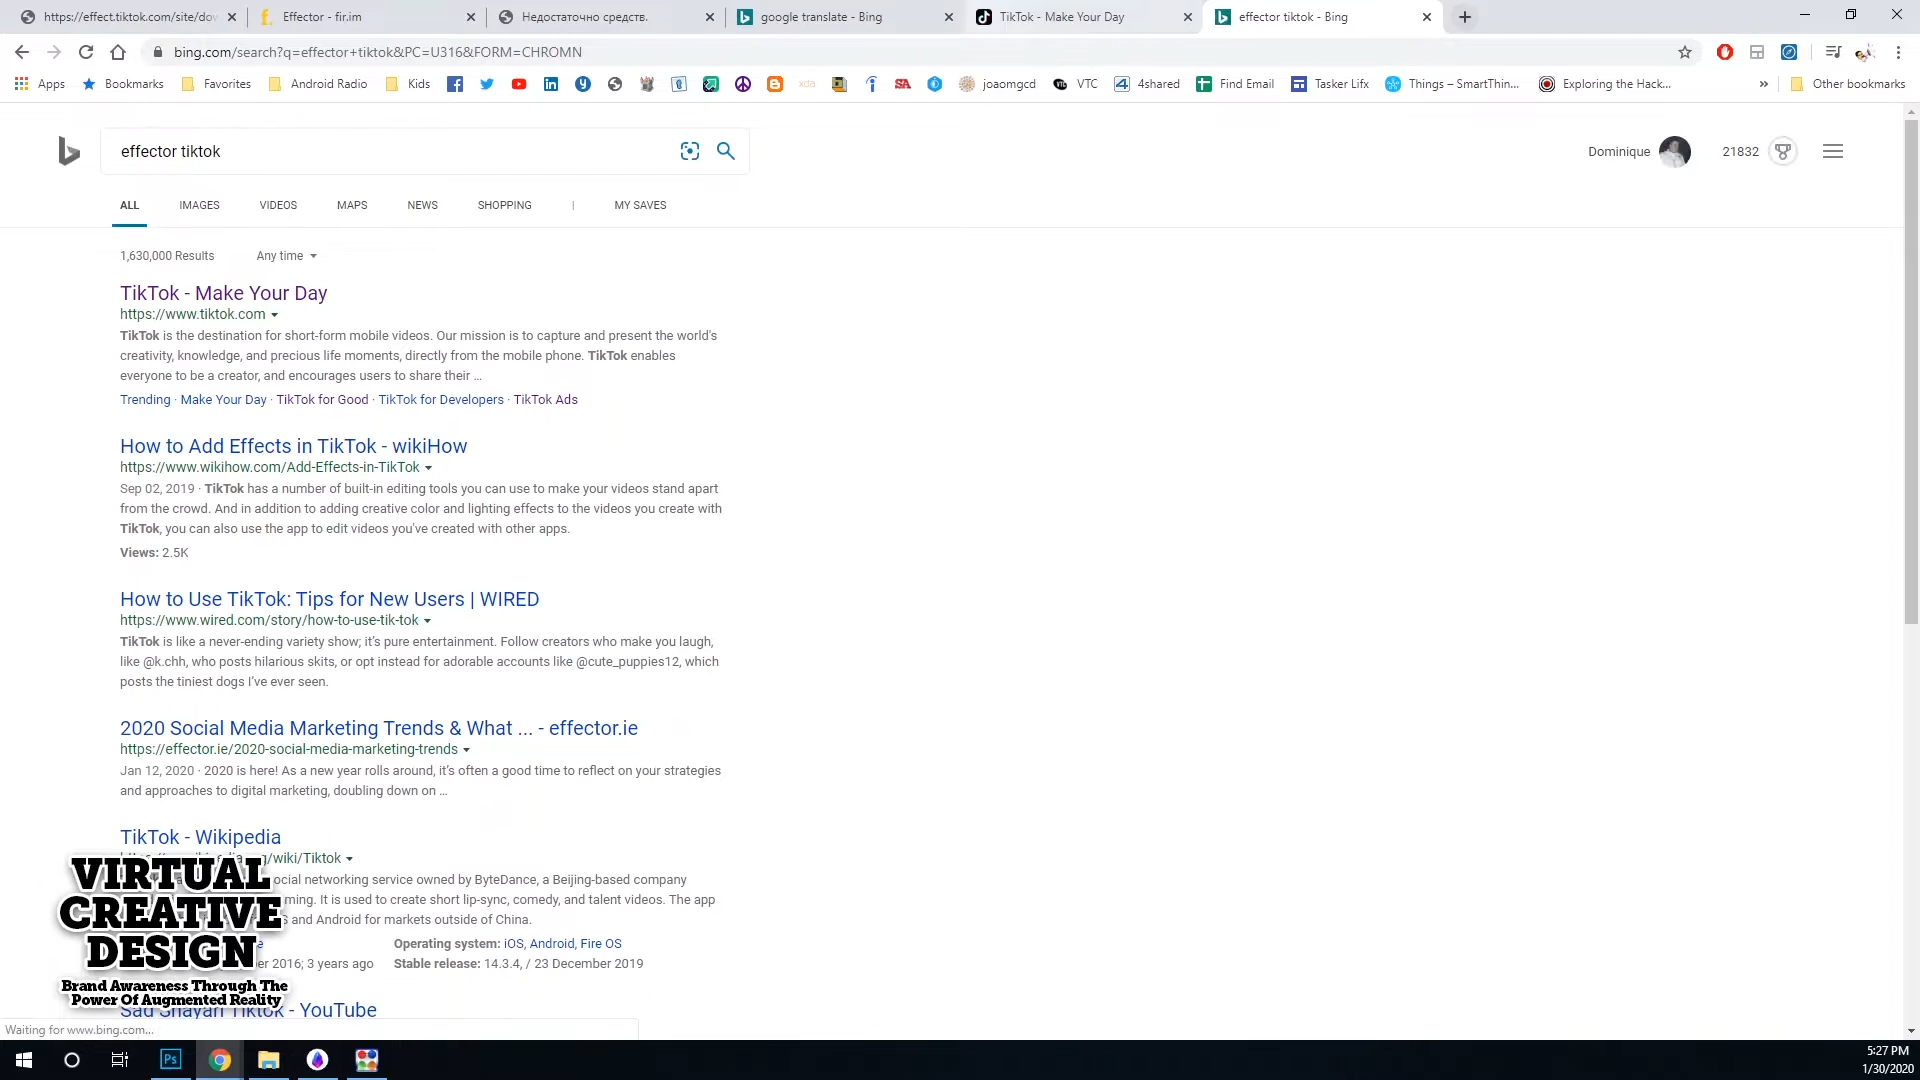 https://effect.tiktok.com/site/dov
Effector - fir.im
Недостаточно средств.
google translate - Bing
TikTok - Make Your Day
effector tiktok - Bing
bing.com/search?q=effector+tiktok&PC=U316&FORM=CHROMN
Apps Bookmarks Favorites Android Radio Kids xda SA joaomgcd VTC 4shared Find Email Tasker Lifx Things – SmartThin... Exploring the Hack... » Other bookmarks
effector tiktok
Dominique 21832
ALL IMAGES VIDEOS MAPS NEWS SHOPPING | MY SAVES
1,630,000 Results Any time
TikTok - Make Your Day
https://www.tiktok.com
TikTok is the destination for short-form mobile videos. Our mission is to capture and present the world's
creativity, knowledge, and precious life moments, directly from the mobile phone. TikTok enables
everyone to be a creator, and encourages users to share their ...
Trending · Make Your Day · TikTok for Good · TikTok for Developers · TikTok Ads
How to Add Effects in TikTok - wikiHow
https://www.wikihow.com/Add-Effects-in-TikTok
Sep 02, 2019 · TikTok has a number of built-in editing tools you can use to make your videos stand apart
from the crowd. And in addition to adding creative color and lighting effects to the videos you create with
TikTok, you can also use the app to edit videos you've created with other apps.
Views: 2.5K
How to Use TikTok: Tips for New Users | WIRED
https://www.wired.com/story/how-to-use-tik-tok
TikTok is like a never-ending variety show; it's pure entertainment. Follow creators who make you laugh,
like @k.chh, who posts hilarious skits, or opt instead for adorable accounts like @cute_puppies12, which
posts the tiniest dogs I've ever seen.
2020 Social Media Marketing Trends & What ... - effector.ie
https://effector.ie/2020-social-media-marketing-trends
Jan 12, 2020 · 2020 is here! As a new year rolls around, it's often a good time to reflect on your strategies
and approaches to digital marketing, doubling down on ...
TikTok - Wikipedia
/wiki/Tiktok
networking service owned by ByteDance, a Beijing-based company
It is used to create short lip-sync, comedy, and talent videos. The app
and Android for markets outside of China.
Operating system: iOS, Android, Fire OS
2016; 3 years ago Stable release: 14.3.4, / 23 December 2019
Sad Shayari Tiktok - YouTube
VIRTUAL
CREATIVE
DESIGN
Brand Awareness Through The
Power Of Augmented Reality
Waiting for www.bing.com...
Ps
5:27 PM
1/30/2020